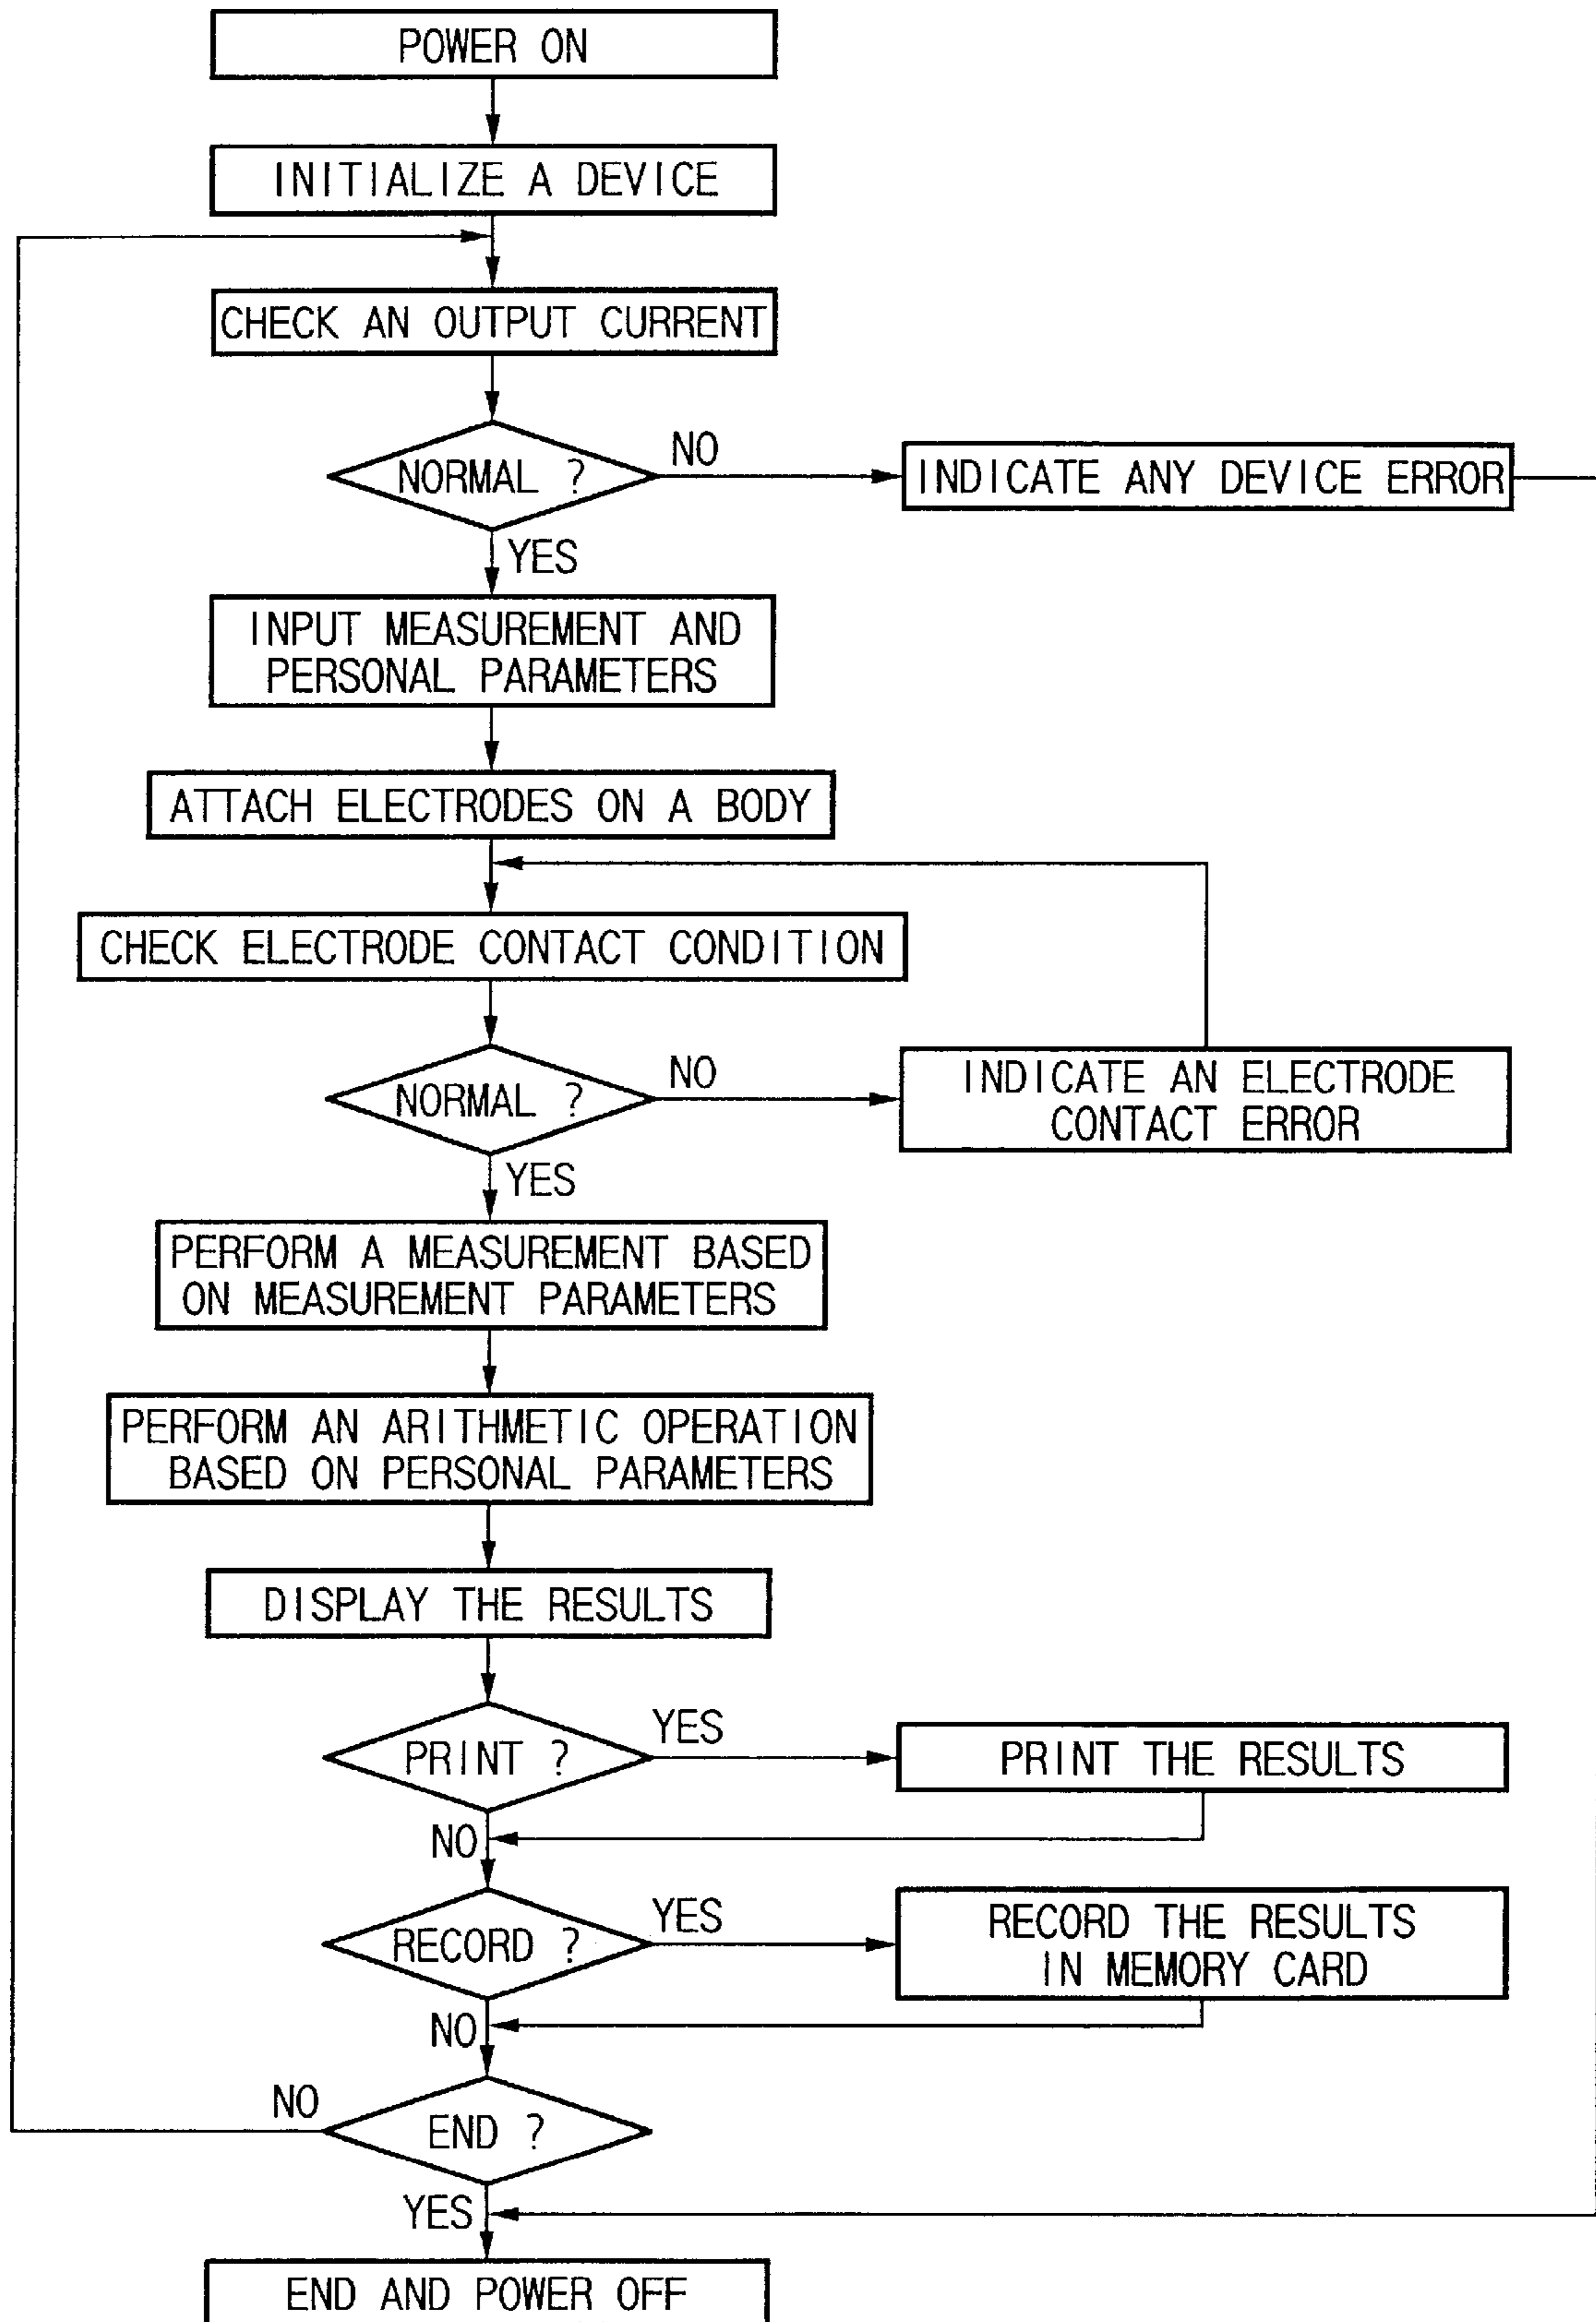 POWER ON
INITIALIZE A DEVICE
CHECK AN OUTPUT CURRENT
NORMAL ?
NO
INDICATE ANY DEVICE ERROR
YES
INPUT MEASUREMENT AND
PERSONAL PARAMETERS
ATTACH ELECTRODES ON A BODY
CHECK ELECTRODE CONTACT CONDITION
NORMAL ?
NO
INDICATE AN ELECTRODE
CONTACT ERROR
YES
PERFORM A MEASUREMENT BASED
ON MEASUREMENT PARAMETERS
PERFORM AN ARITHMETIC OPERATION
BASED ON PERSONAL PARAMETERS
DISPLAY THE RESULTS
PRINT ?
YES
PRINT THE RESULTS
NO
RECORD ?
YES
RECORD THE RESULTS
IN MEMORY CARD
NO
NO
END ?
YES
END AND POWER OFF